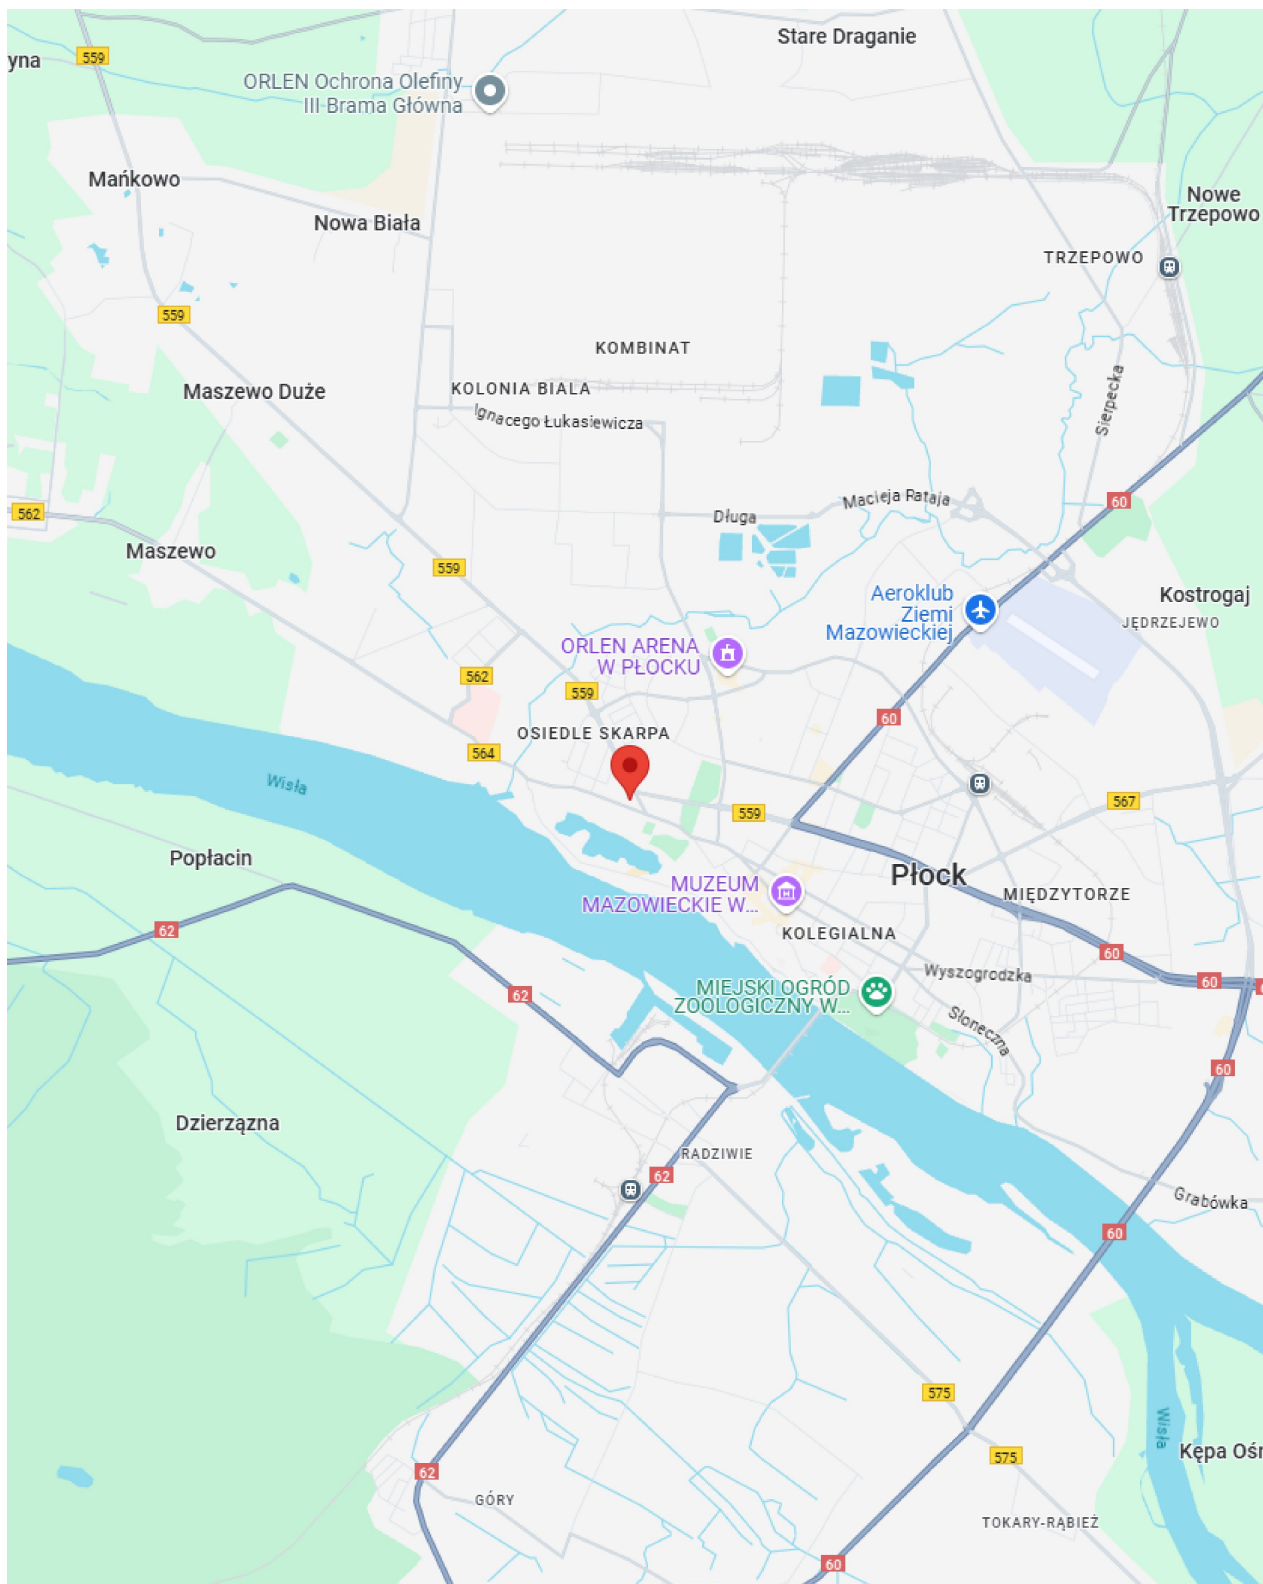 Stare Draganie
yna
559
ORLEN Ochrona Olefiny
III Brama Główna
Mańkowo
Nowa Biała
Nowe
Trzepowo
TRZEPOWO
559
KOMBINAT
Maszewo Duże
KOLONIA BIALA
Ignacego Łukasiewicza
Sierpecka
562
Długa
Macieja Rataja
60
Maszewo
559
Aeroklub
Ziemi
Mazowieckiej
Kostrogaj
JĘDRZEJEWO
ORLEN ARENA
W PŁOCKU
562
559
60
OSIEDLE SKARPA
564
Wisła
559
567
Popłacin
Płock
MUZEUM
MAZOWIECKIE W...
MIĘDZYTORZE
62
KOLEGIALNA
60
Wyszogrodzka
60
62
MIEJSKI OGRÓD
ZOOLOGICZNY W...
Słoneczna
60
Dzierzązna
RADZIWIE
62
Grabówka
60
575
Wisła
575
Kępa Ośn
62
GÓRY
TOKARY-RĄBIEŻ
60